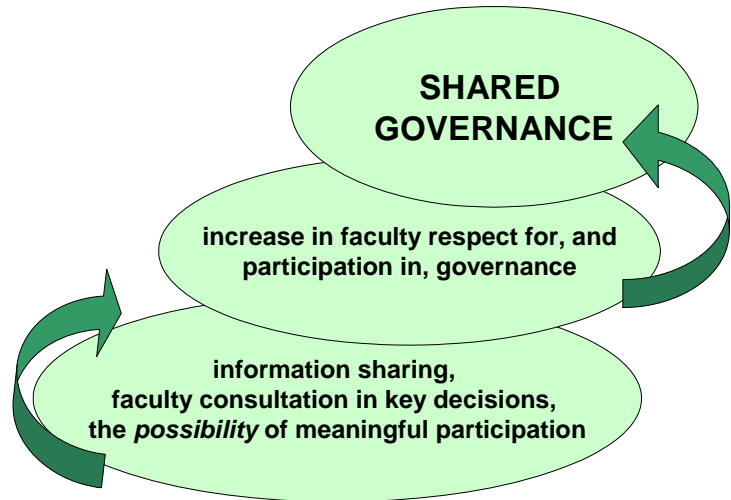 SHARED
GOVERNANCE
increase in faculty respect for, and
participation in, governance
information sharing,
faculty consultation in key decisions,
the possibility of meaningful participation